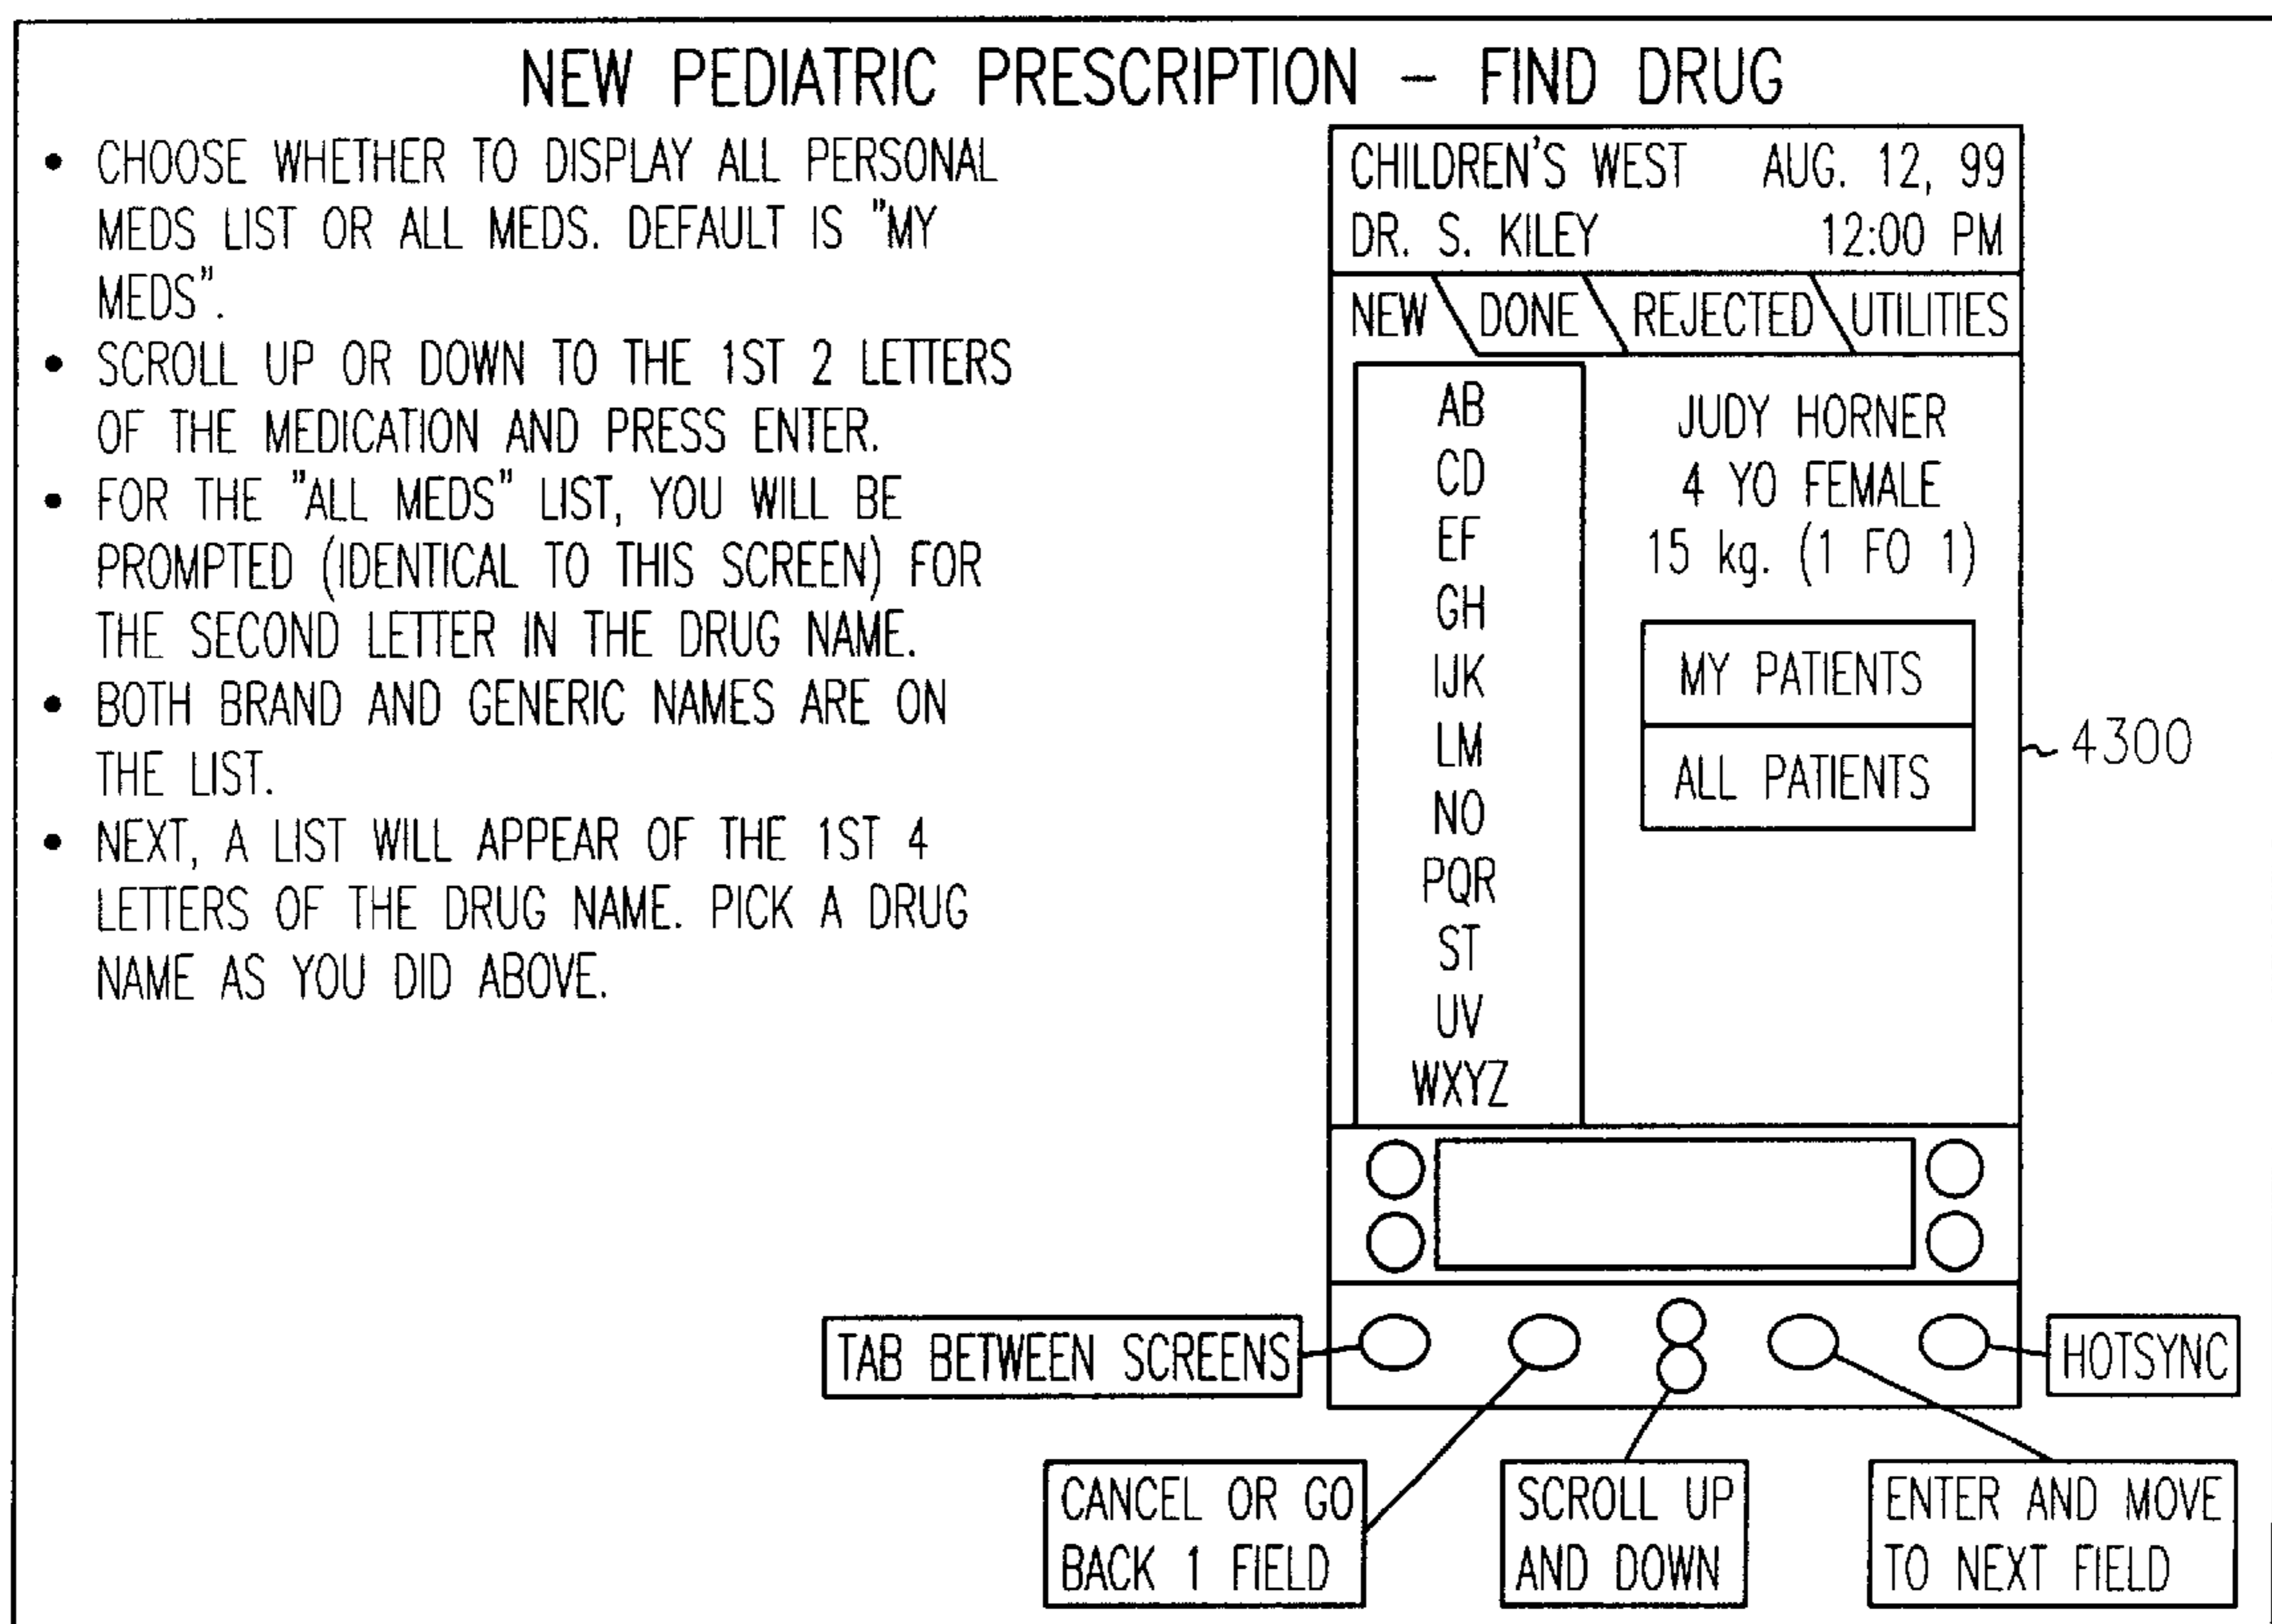 NEW PEDIATRIC PRESCRIPTION – FIND DRUG
• CHOOSE WHETHER TO DISPLAY ALL PERSONAL
MEDS LIST OR ALL MEDS. DEFAULT IS "MY
MEDS".
• SCROLL UP OR DOWN TO THE 1ST 2 LETTERS
OF THE MEDICATION AND PRESS ENTER.
• FOR THE "ALL MEDS" LIST, YOU WILL BE
PROMPTED (IDENTICAL TO THIS SCREEN) FOR
THE SECOND LETTER IN THE DRUG NAME.
• BOTH BRAND AND GENERIC NAMES ARE ON
THE LIST.
• NEXT, A LIST WILL APPEAR OF THE 1ST 4
LETTERS OF THE DRUG NAME. PICK A DRUG
NAME AS YOU DID ABOVE.
CHILDREN'S WEST AUG. 12, 99
DR. S. KILEY 12:00 PM
NEW DONE REJECTED UTILITIES
AB
CD
EF
GH
IJK
LM
NO
PQR
ST
UV
WXYZ
JUDY HORNER
4 YO FEMALE
15 kg. (1 FO 1)
MY PATIENTS
ALL PATIENTS
4300
TAB BETWEEN SCREENS
HOTSYNC
CANCEL OR GO
BACK 1 FIELD
SCROLL UP
AND DOWN
ENTER AND MOVE
TO NEXT FIELD